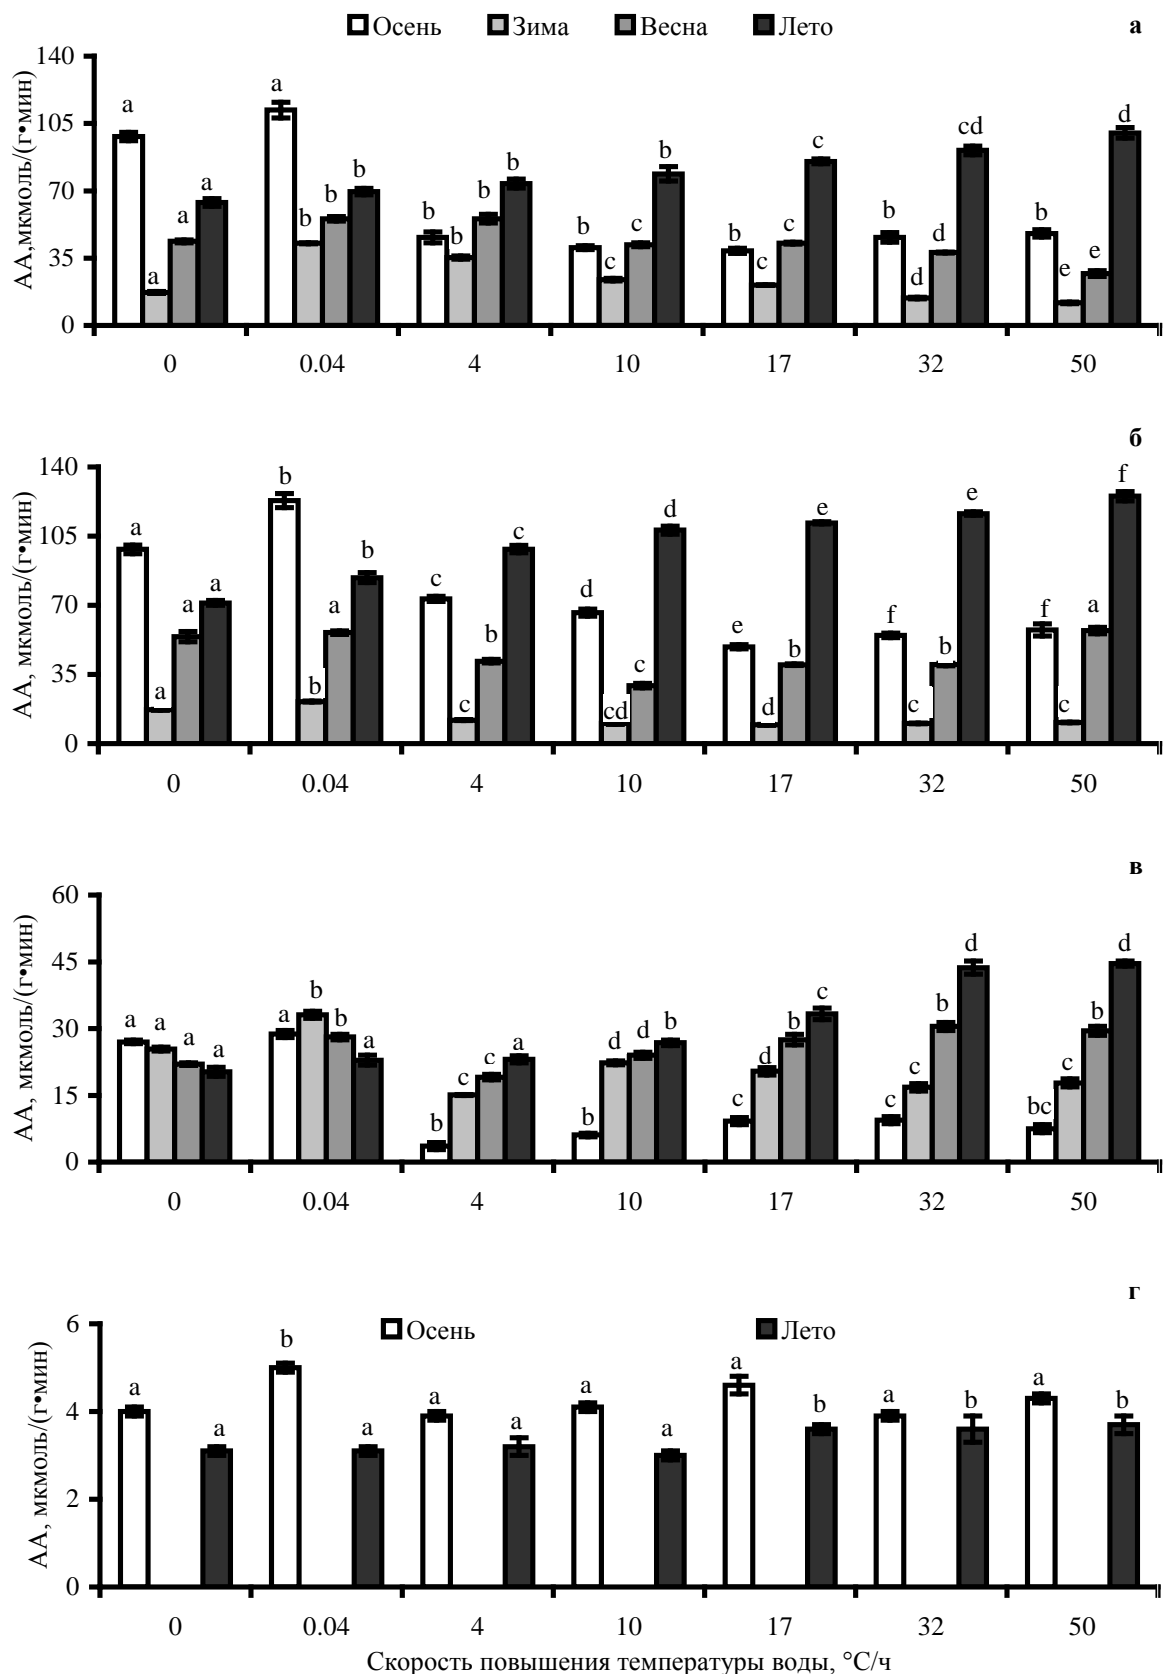 Осень Зима Весна Лето а
АА,мкмоль/(г•мин)
140
105
70
35
0
a a a a
a b b b
b b b b
b c c b
b c c c
b d d cd
b e e d
0 0.04 4 10 17 32 50
б
АА, мкмоль/(г•мин)
140
105
70
35
0
a a a a
b b a b
c c b c
d cd c d
e d b e
f c b e
f c a f
0 0.04 4 10 17 32 50
в
АА, мкмоль/(г•мин)
60
45
30
15
0
a a a a
a b b a
b c c a
b d d b
c d b c
c c b d
bc c b d
0 0.04 4 10 17 32 50
г
Осень Лето
АА, мкмоль/(г•мин)
6
4
2
0
a a
b a
a a
a a
a b
a b
a b
0 0.04 4 10 17 32 50
Скорость повышения температуры воды, °С/ч